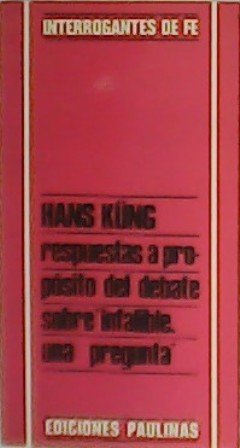 INTERROGANTES DE FE
HANS KÜNG
respuestas a pro-
pósito del debate
sobre infalible.
una pregunta
EDICIONES PAULINAS